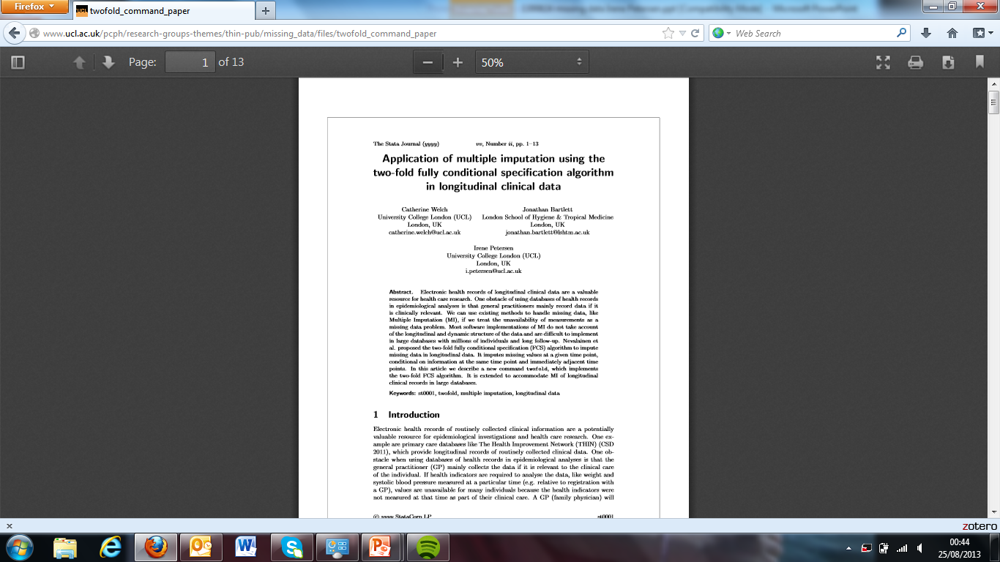 Firefox
twofold_command_paper
www.ucl.ac.uk/pcph/research-groups-themes/thin-pub/missing_data/files/twofold_command_paper
Web Search
Page: 1 of 13
50%
The Stata Journal (yyyy) vv, Number ii, pp. 1–13
Application of multiple imputation using the
two-fold fully conditional specification algorithm
in longitudinal clinical data
Catherine Welch
University College London (UCL)
London, UK
catherine.welch@ucl.ac.uk
Jonathan Bartlett
London School of Hygiene & Tropical Medicine
London, UK
jonathan.bartlett@lshtm.ac.uk
Irene Petersen
University College London (UCL)
London, UK
i.petersen@ucl.ac.uk
Abstract. Electronic health records of longitudinal clinical data are a valuable
resource for health care research. One obstacle of using databases of health records
in epidemiological analyses is that general practitioners mainly record data if it
is clinically relevant. We can use existing methods to handle missing data, like
Multiple Imputation (MI), if we treat the unavailability of measurements as a
missing data problem. Most software implementations of MI do not take account
of the longitudinal and dynamic structure of the data and are difficult to implement
in large databases with millions of individuals and long follow-up. Nevalainen et
al. proposed the two-fold fully conditional specification (FCS) algorithm to impute
missing data in longitudinal data. It imputes missing values at a given time point,
conditional on information at the same time point and immediately adjacent time
points. In this article we describe a new command twofold, which implements
the two-fold FCS algorithm. It is extended to accommodate MI of longitudinal
clinical records in large databases.
Keywords: st0001, twofold, multiple imputation, longitudinal data
1 Introduction
Electronic health records of routinely collected clinical information are a potentially
valuable resource for epidemiological investigations and health care research. One ex-
ample are primary care databases like The Health Improvement Network (THIN) (CSD
2011), which provide longitudinal records of routinely collected clinical data. One ob-
stacle when using databases of health records in epidemiological analyses is that the
general practitioner (GP) mainly collects the data if it is relevant to the clinical care
of the individual. If health indicators are required to analyse the data, like weight and
systolic blood pressure measured at a particular time (e.g. relative to registration with
a GP), values are unavailable for many individuals because the health indicators were
not measured at that time as part of their clinical care. A GP (family physician) will
© yyyy StataCorp LP st0001
zotero
00:44
25/08/2013